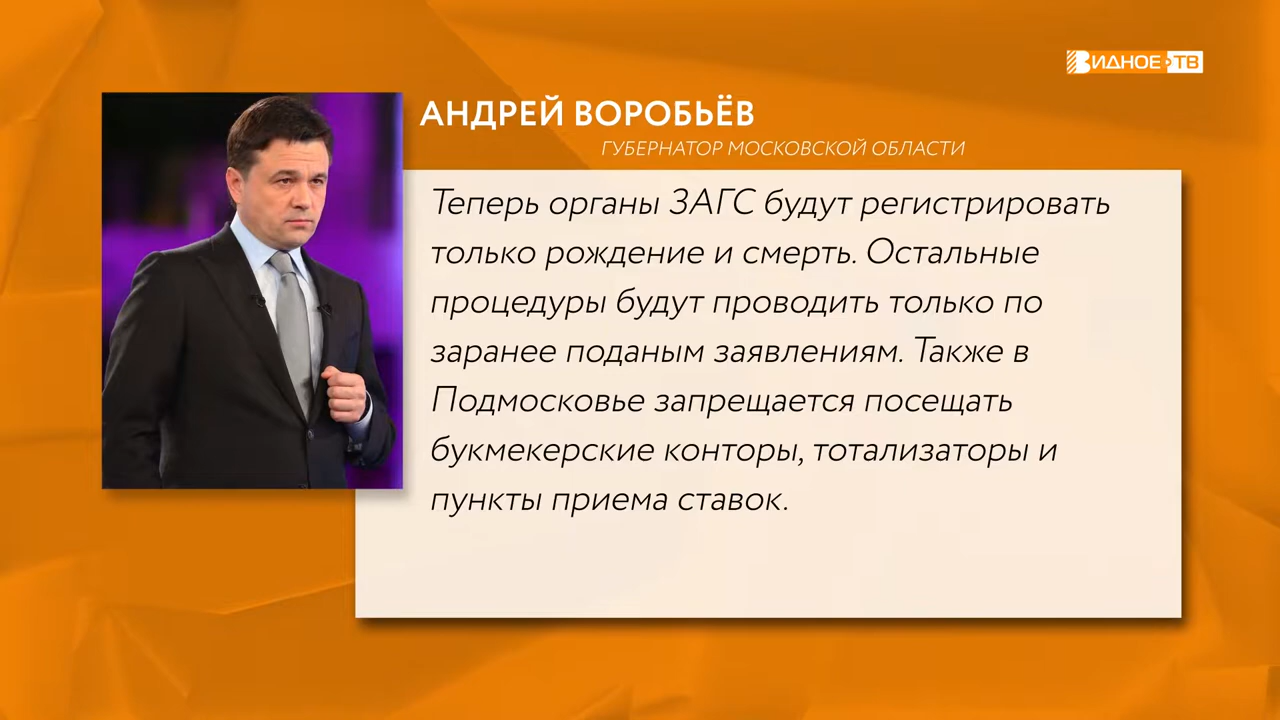 ВИДНОЕ ТВ
АНДРЕЙ ВОРОБЬЁВ
ГУБЕРНАТОР МОСКОВСКОЙ ОБЛАСТИ
Теперь органы ЗАГС будут регистрировать
только рождение и смерть. Остальные
процедуры будут проводить только по
заранее поданым заявлениям. Также в
Подмосковье запрещается посещать
букмекерские конторы, тотализаторы и
пункты приема ставок.